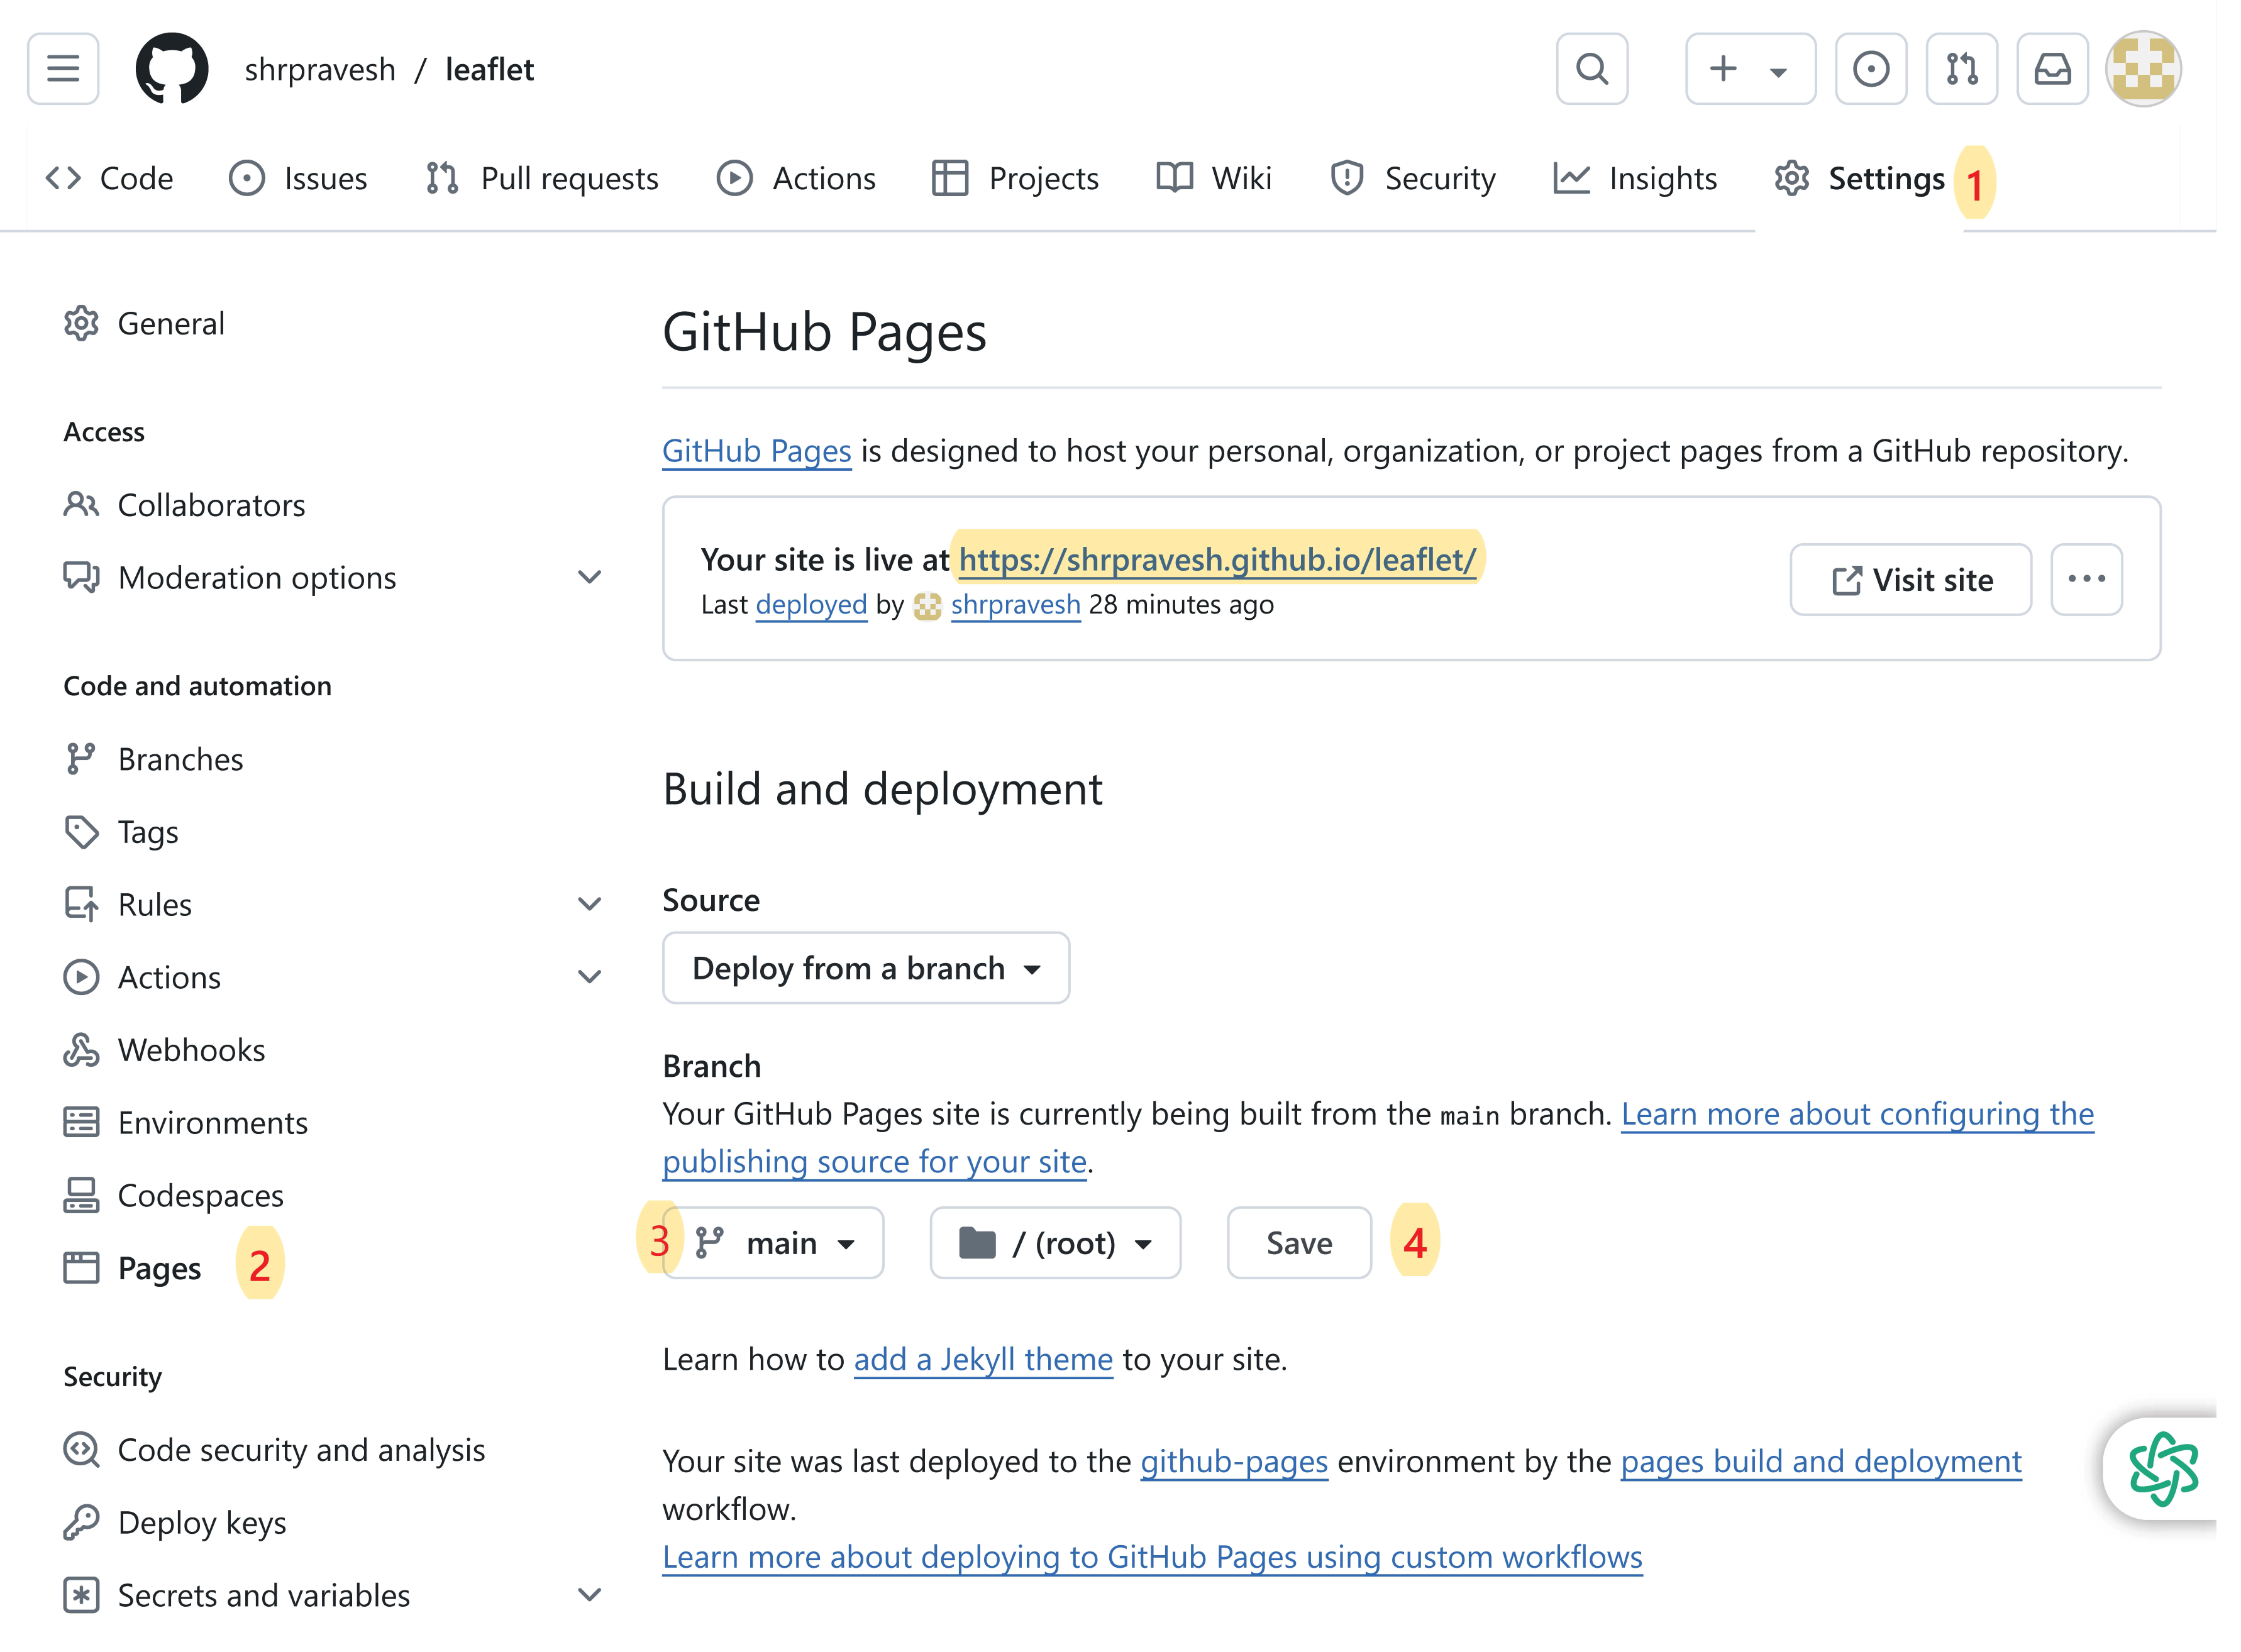 shrpravesh / leaflet
Code Issues Pull requests Actions Projects Wiki Security Insights Settings 1
General
Access
Collaborators
Moderation options
Code and automation
Branches
Tags
Rules
Actions
Webhooks
Environments
Codespaces
Pages 2
Security
Code security and analysis
Deploy keys
Secrets and variables
GitHub Pages
GitHub Pages is designed to host your personal, organization, or project pages from a GitHub repository.
Your site is live at https://shrpravesh.github.io/leaflet/
Last deployed by shrpravesh 28 minutes ago
Visit site
Build and deployment
Source
Deploy from a branch
Branch
Your GitHub Pages site is currently being built from the main branch. Learn more about configuring the
publishing source for your site.
3 main / (root) Save 4
Learn how to add a Jekyll theme to your site.
Your site was last deployed to the github-pages environment by the pages build and deployment
workflow.
Learn more about deploying to GitHub Pages using custom workflows